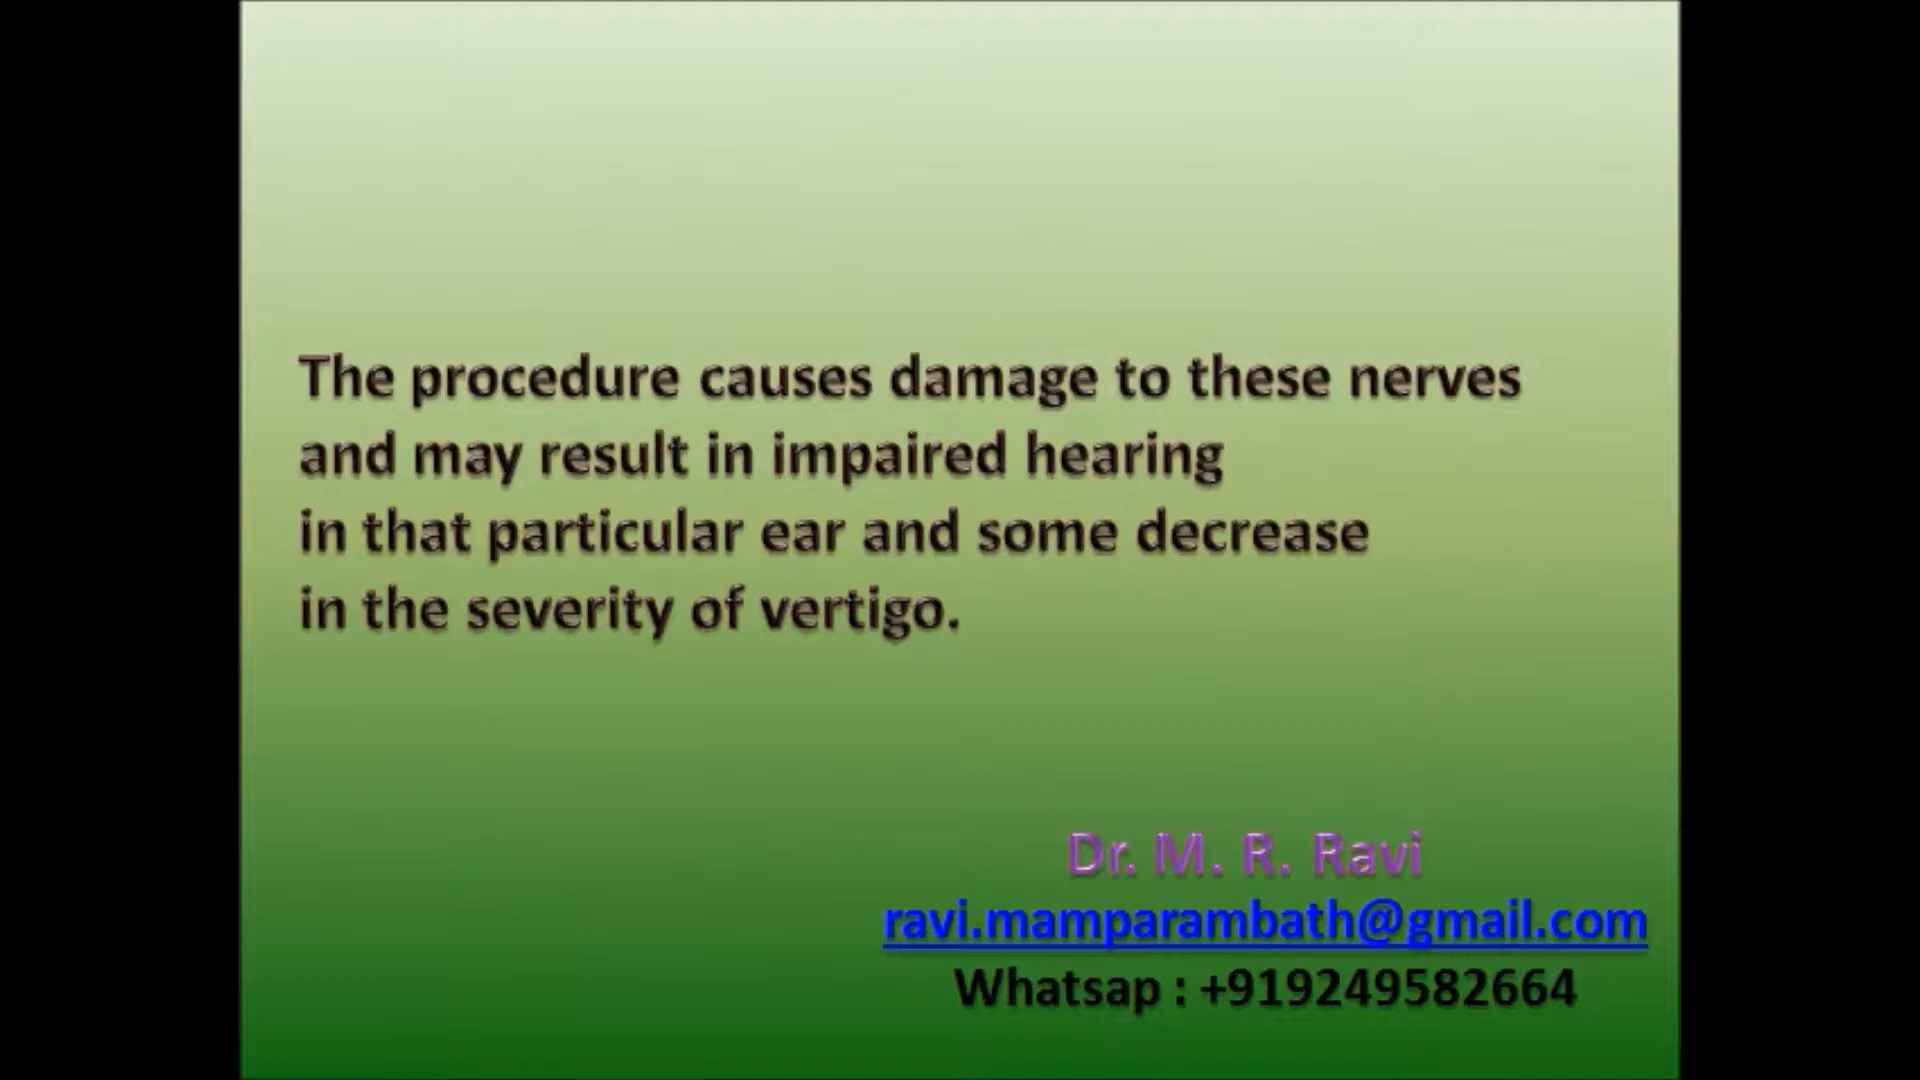 The procedure causes damage to these nerves
and may result in impaired hearing
in that particular ear and some decrease
in the severity of vertigo.
Dr. M. R. Ravi
ravi.mamparambath@gmail.com
Whatsap : +919249582664